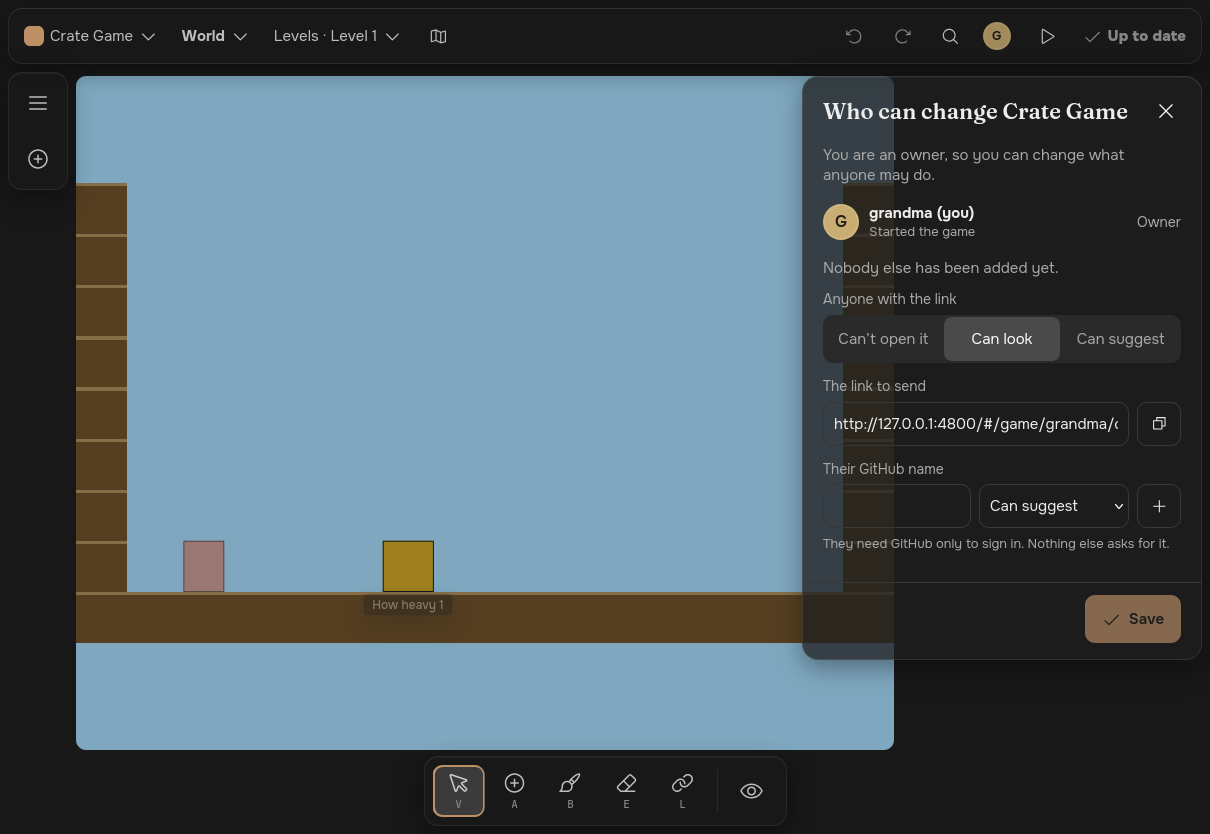 Crate Game
World
Levels · Level 1
G
Up to date
Who can change Crate Game
You are an owner, so you can change what
anyone may do.
G
grandma (you)
Started the game
Owner
Nobody else has been added yet.
Anyone with the link
Can't open it
Can look
Can suggest
The link to send
http://127.0.0.1:4800/#/game/grandma/c
Their GitHub name
Can suggest
They need GitHub only to sign in. Nothing else asks for it.
Save
How heavy 1
V
A
B
E
L